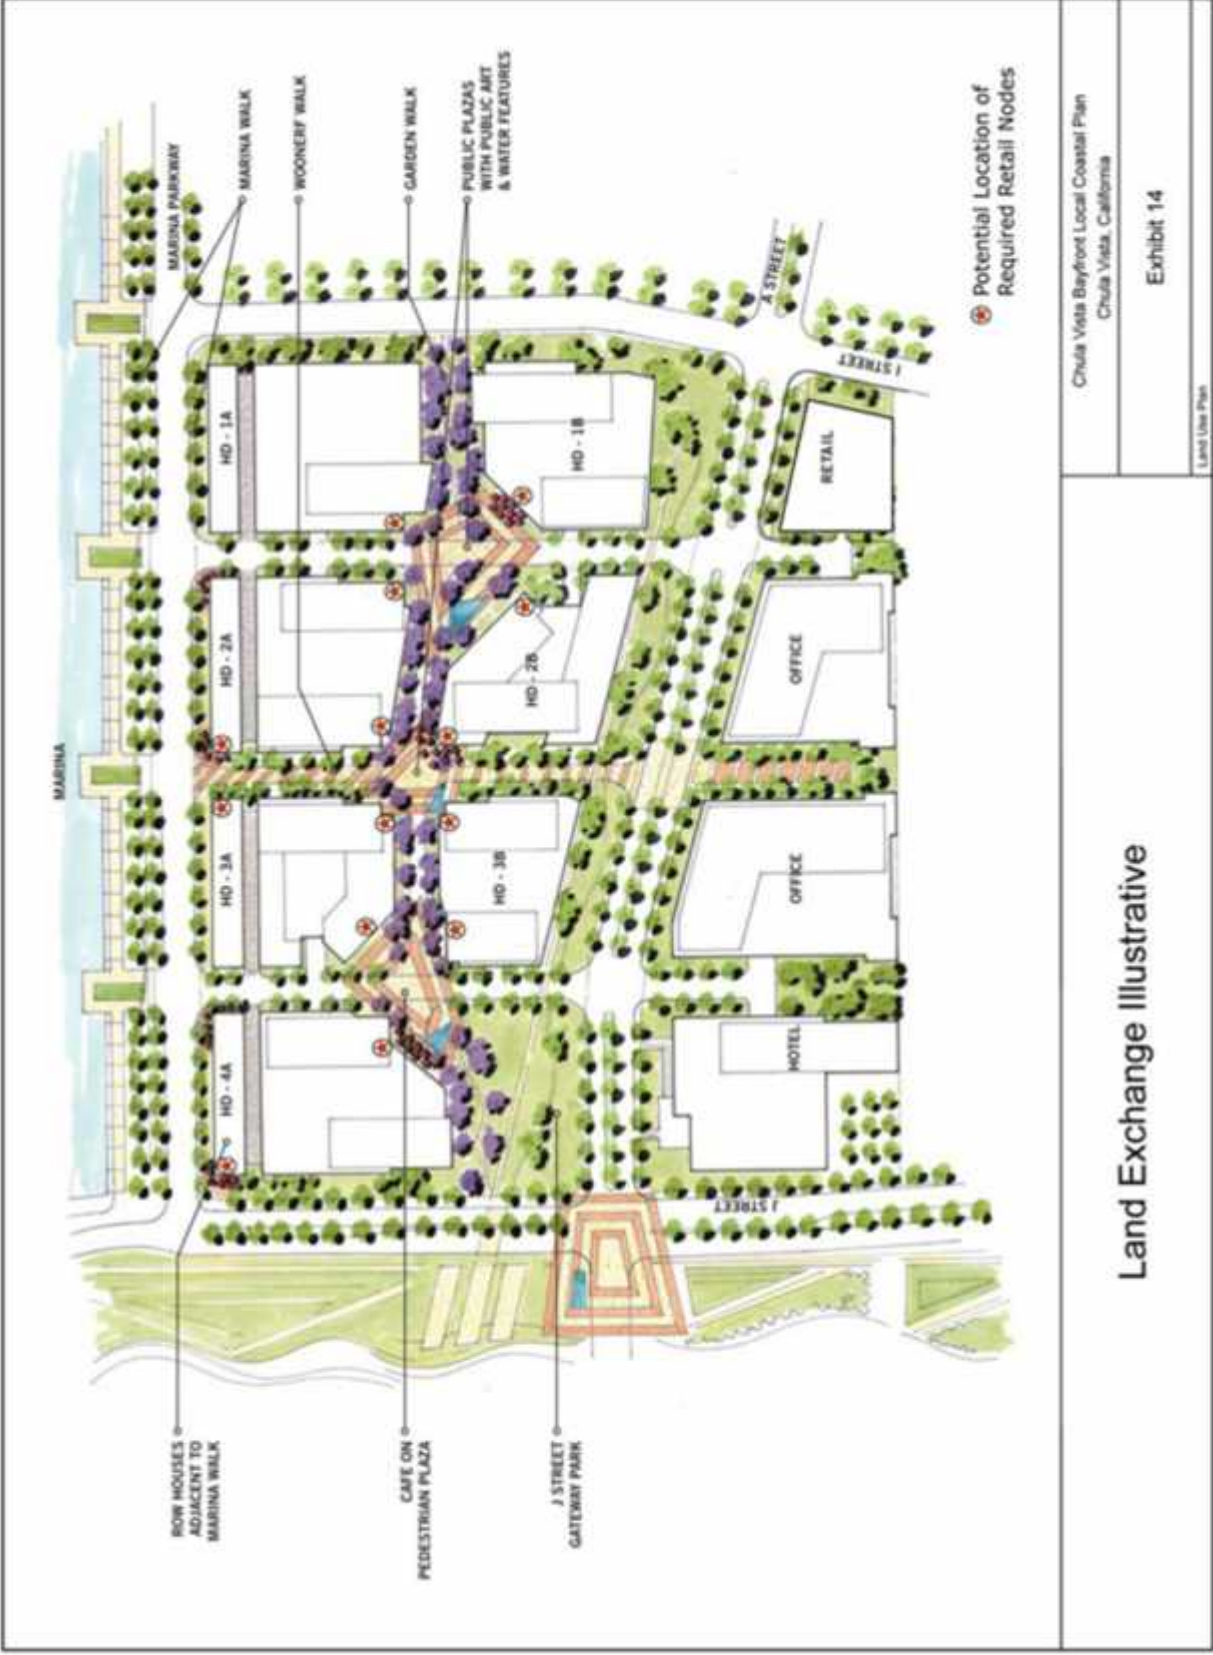 MARINA
ROW HOUSES
ADJACENT TO
MARINA WALK
CAFE ON
PEDESTRIAN PLAZA
J STREET
GATEWAY PARK
MARINA PARKWAY
MARINA WALK
WOONERF WALK
GARDEN WALK
PUBLIC PLAZAS
WITH PUBLIC ART
& WATER FEATURES
HD - 4A
HD - 3A
HD - 2A
HD - 1A
HD - 3B
HD - 2B
HD - 1B
HOTEL
OFFICE
OFFICE
RETAIL
J STREET
A STREET
I STREET
Potential Location of
Required Retail Nodes
Land Exchange Illustrative
Chula Vista Bayfront Local Coastal Plan
Chula Vista, California
Exhibit 14
Land Use Plan